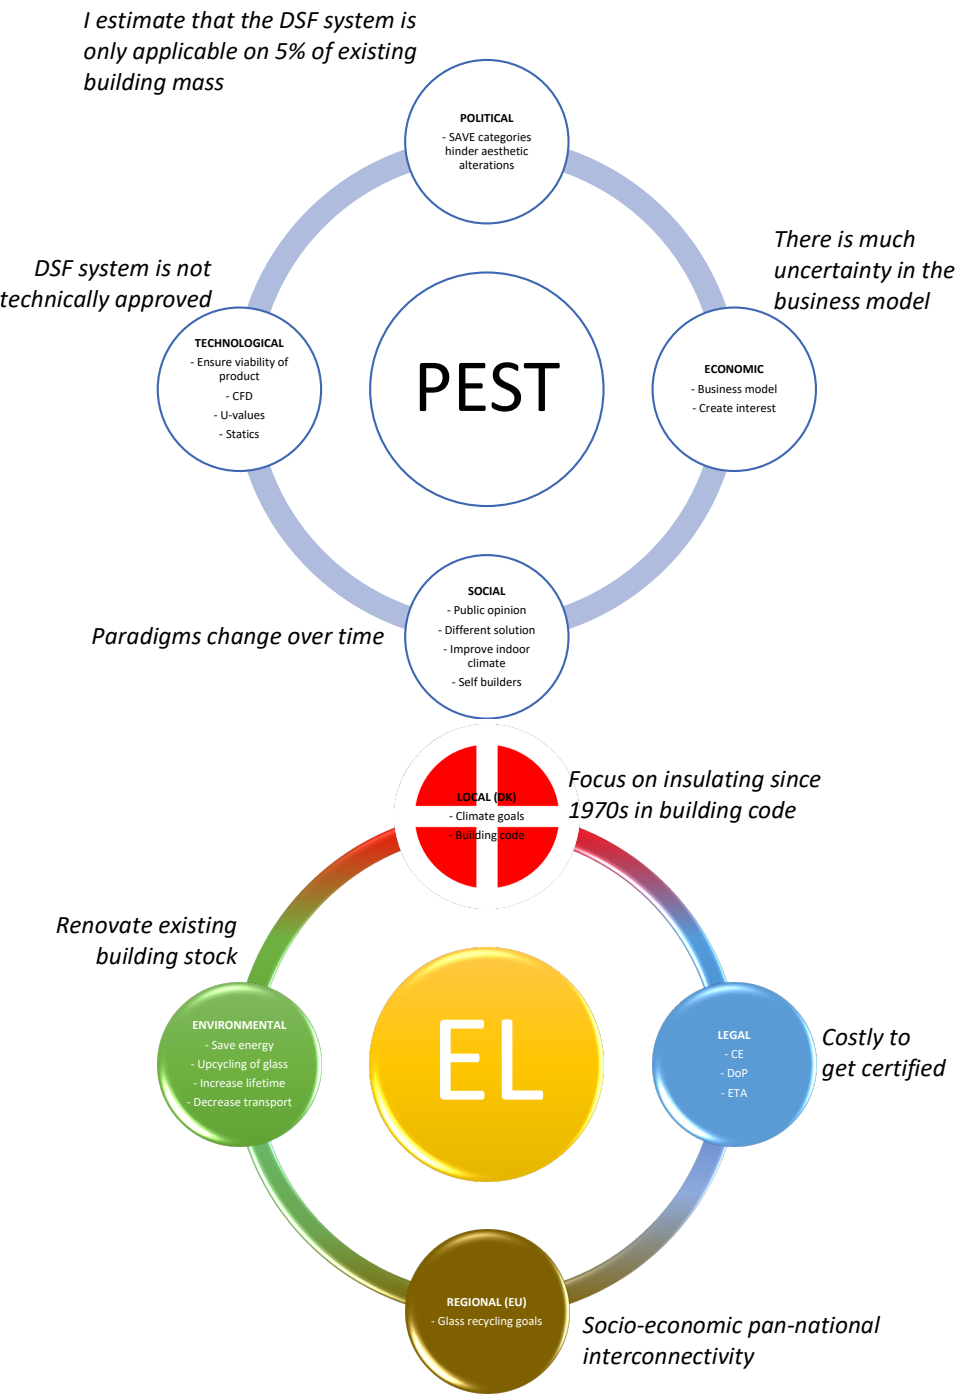 I estimate that the DSF system is
only applicable on 5% of existing
building mass
POLITICAL
- SAVE categories
hinder aesthetic
alterations
There is much
uncertainty in the
business model
DSF system is not
technically approved
TECHNOLOGICAL
- Ensure viability of
product
- CFD
- U-values
- Statics
PEST
ECONOMIC
- Business model
- Create interest
SOCIAL
- Public opinion
- Different solution
- Improve indoor
climate
- Self builders
Paradigms change over time
LOCAL (DK)
- Climate goals
- Building code
Focus on insulating since
1970s in building code
Renovate existing
building stock
ENVIRONMENTAL
- Save energy
- Upcycling of glass
- Increase lifetime
- Decrease transport
EL
LEGAL
- CE
- DoP
- ETA
Costly to
get certified
REGIONAL (EU)
- Glass recycling goals
Socio-economic pan-national
interconnectivity